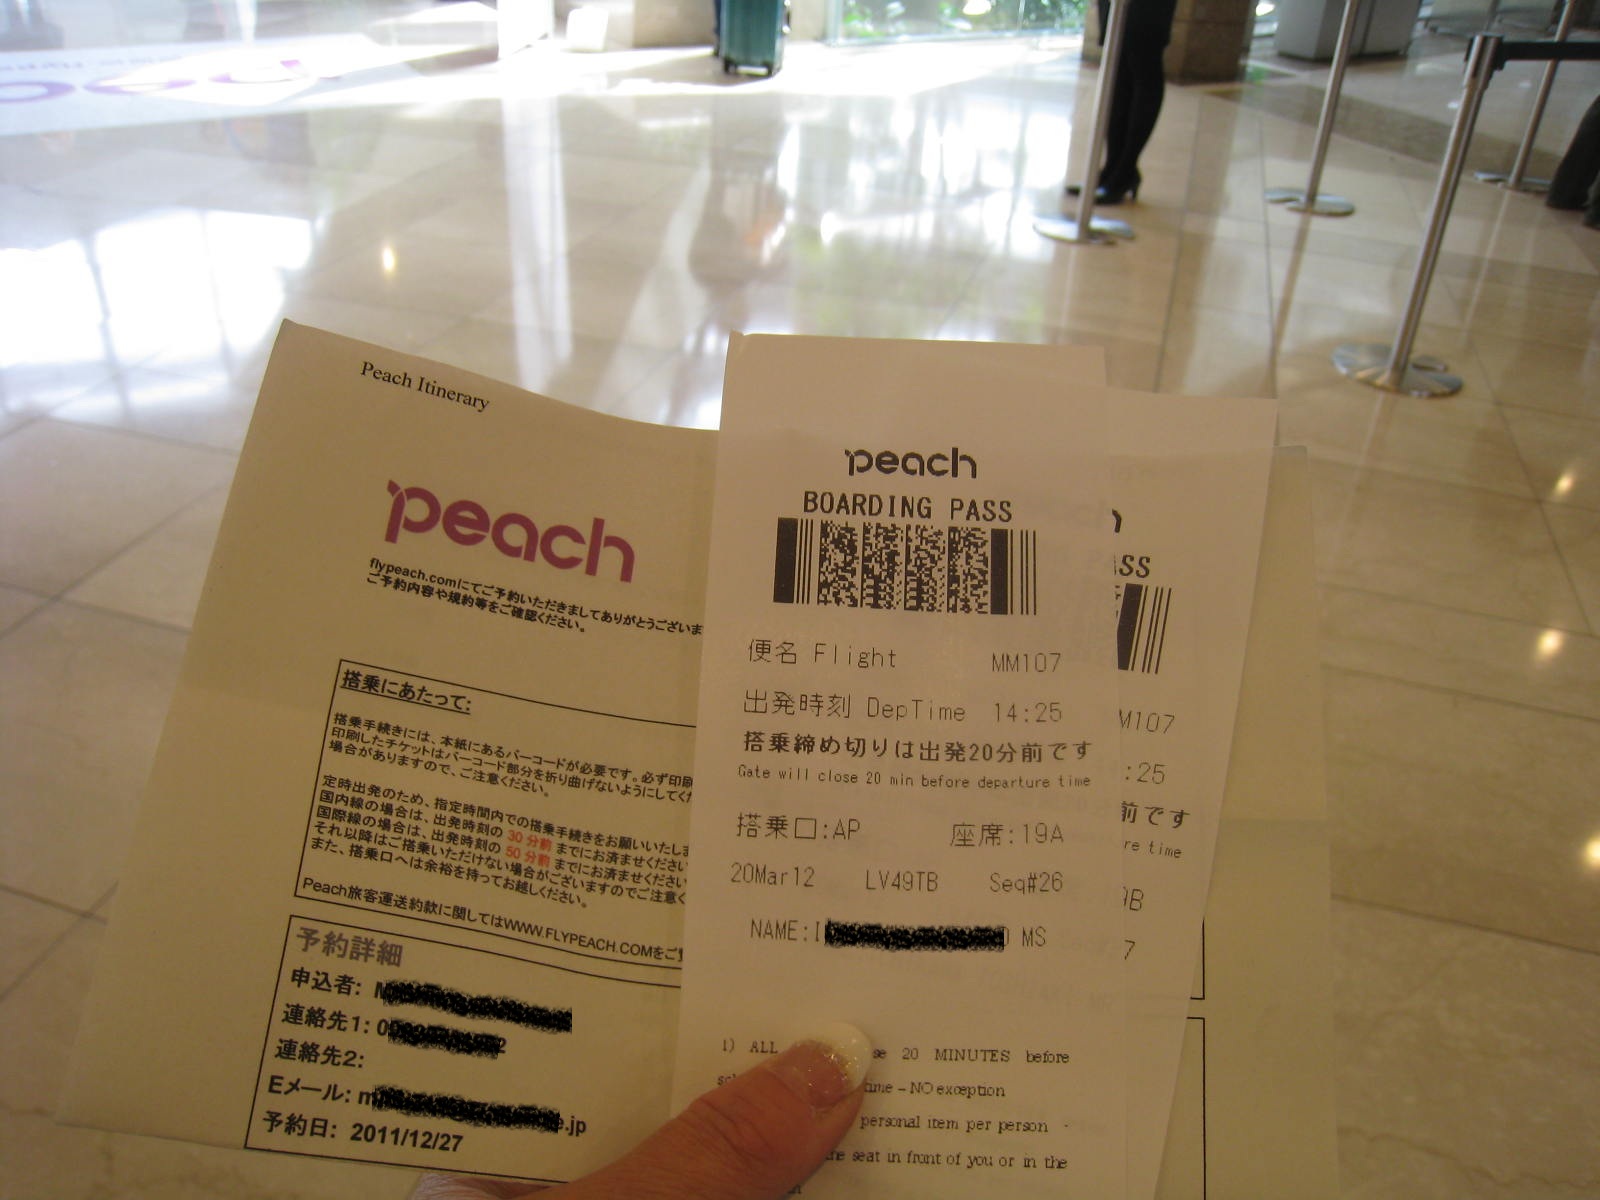 Peach Itinerary
peach
flypeach.comにてご予約いただきましてありがとうございま
ご予約内容や規約等をご確認ください。
搭乗にあたって:
搭乗手続きには、本紙にあるバーコードが必要です。必ず印刷
印刷したチケットはバーコード部分を折り曲げないようにしてくだ
場合がありますので、ご注意ください。
定時出発のため、指定時間内での搭乗手続きをお願いいたしま
国内線の場合は、出発時刻の 30分前 までにお済ませください
国際線の場合は、出発時刻の 50分前 までにお済ませください
それ以降はご搭乗いただけない場合がございますのでご注意く
また、搭乗口へは余裕を持ってお越しください。
Peach旅客運送約款に関してはWWW.FLYPEACH.COMをご
予約詳細
申込者: M
連絡先1: 0 2
連絡先2:
Eメール: m e.jp
予約日: 2011/12/27
peach
BOARDING PASS
便名 Flight MM107
出発時刻 DepTime 14:25
搭乗締め切りは出発20分前です
Gate will close 20 min before departure time
搭乗口:AP 座席:19A
20Mar12 LV49TB Seq#26
NAME:I D MS
1) ALL se 20 MINUTES before
sc time – NO exception
personal item per person -
the seat in front of you or in the
h
ASS
M107
:25
前です
re time
9B
7